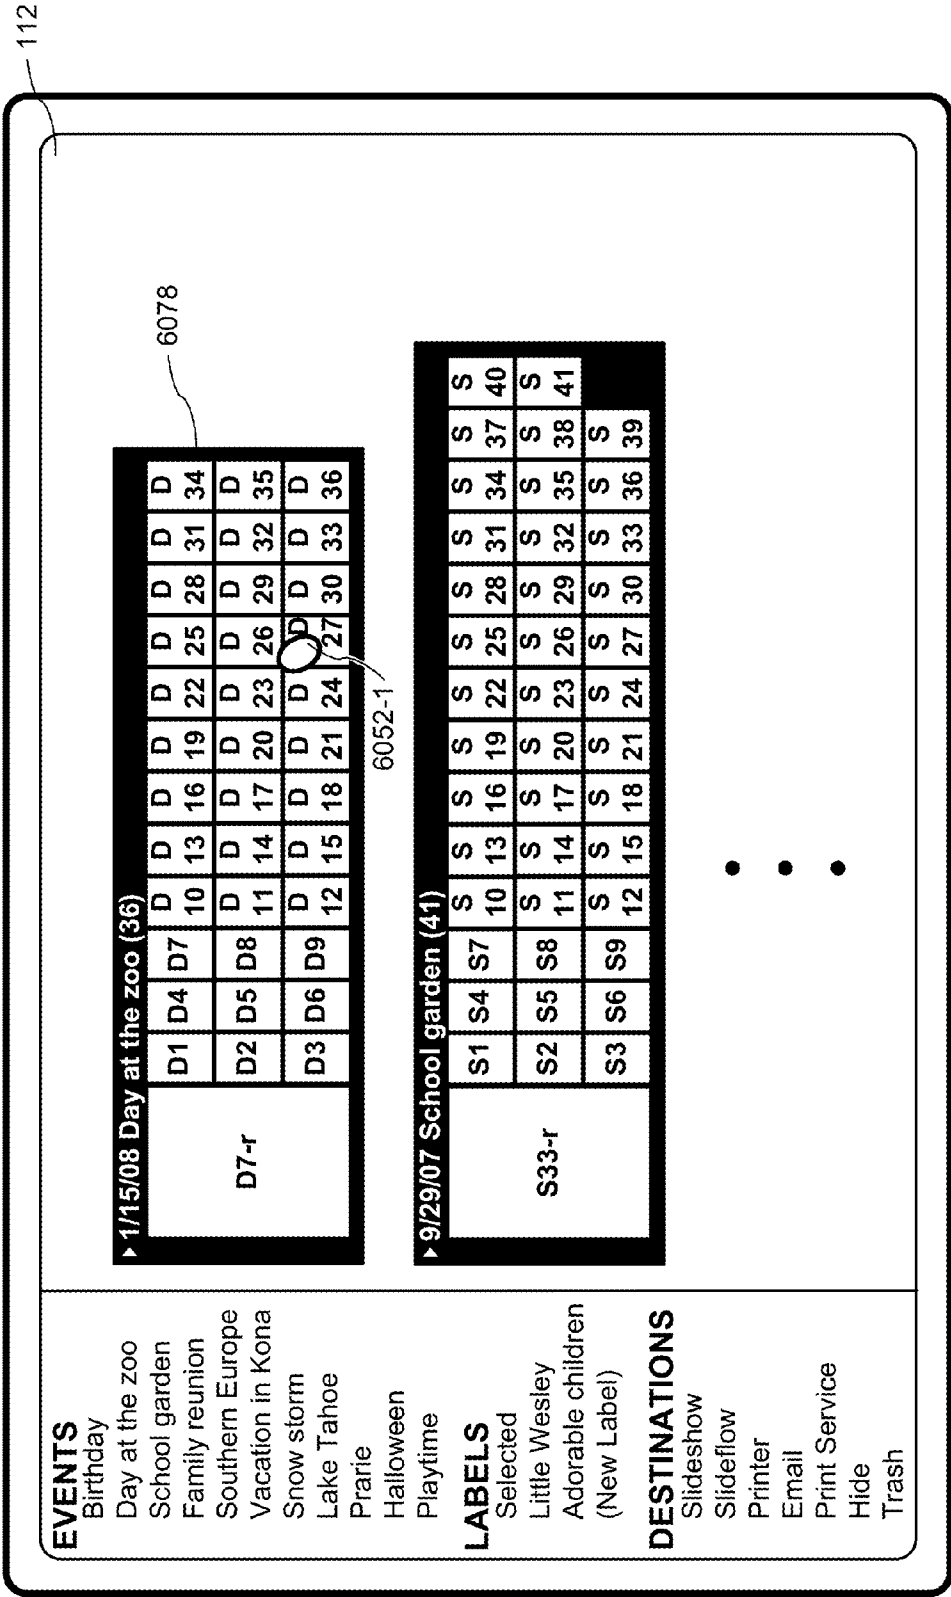 112
EVENTS
Birthday
Day at the zoo
School garden
Family reunion
Southern Europe
Vacation in Kona
Snow storm
Lake Tahoe
Prarie
Halloween
Playtime
LABELS
Selected
Little Wesley
Adorable children
(New Label)
DESTINATIONS
Slideshow
Slideflow
Printer
Email
Print Service
Hide
Trash
6078
1/15/08 Day at the zoo (36)
D7-r
D1 D4 D7 D 10 D 13 D 16 D 19 D 22 D 25 D 28 D 31 D 34
D2 D5 D8 D 11 D 14 D 17 D 20 D 23 D 26 D 29 D 32 D 35
D3 D6 D9 D 12 D 15 D 18 D 21 D 24 D 27 D 30 D 33 D 36
6052-1
9/29/07 School garden (41)
S33-r
S1 S4 S7 S 10 S 13 S 16 S 19 S 22 S 25 S 28 S 31 S 34 S 37 S 40
S2 S5 S8 S 11 S 14 S 17 S 20 S 23 S 26 S 29 S 32 S 35 S 38 S 41
S3 S6 S9 S 12 S 15 S 18 S 21 S 24 S 27 S 30 S 33 S 36 S 39